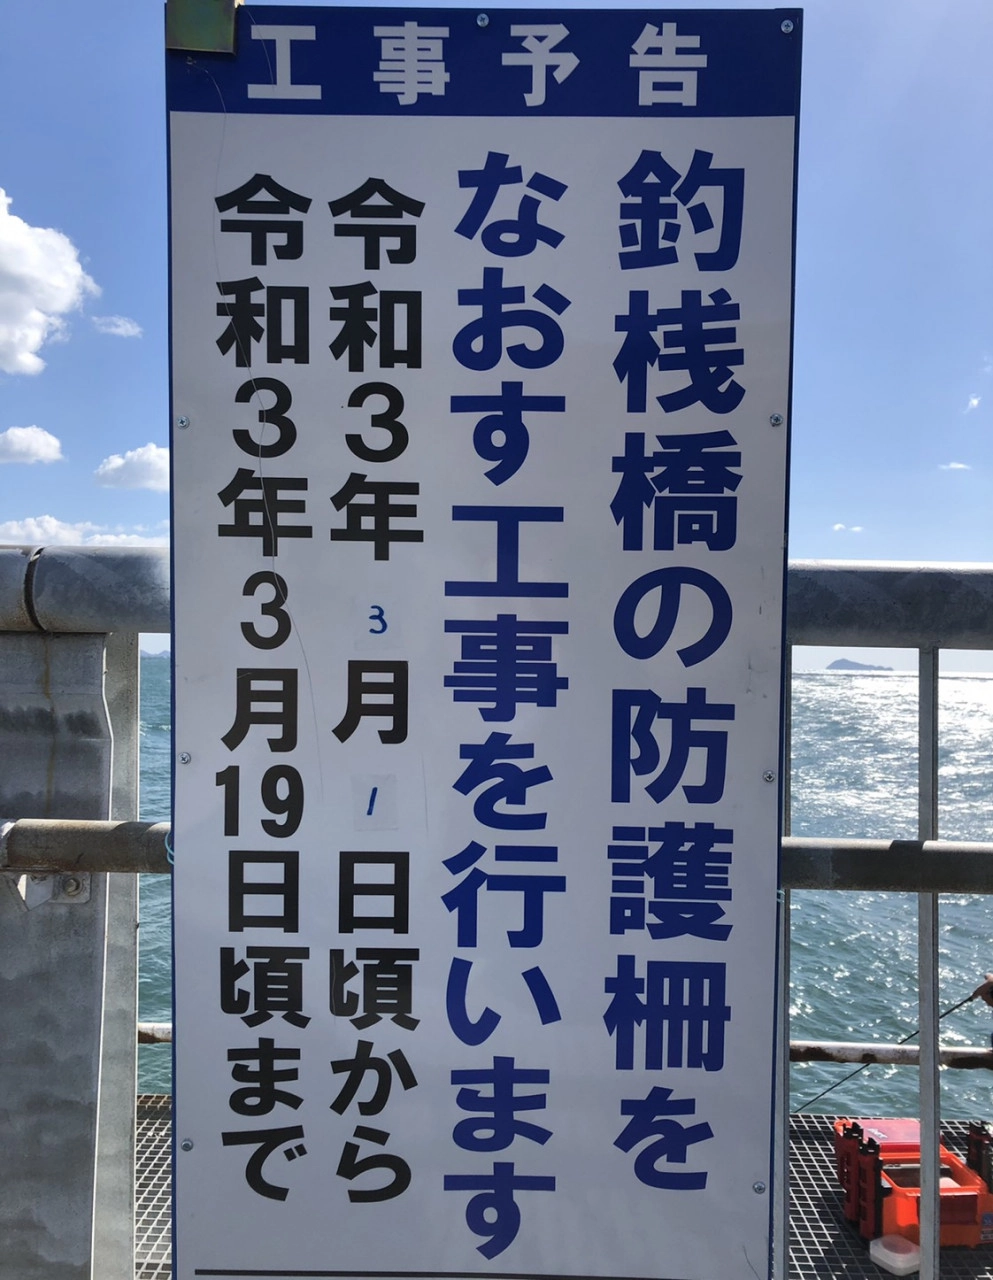 工事予告
釣桟橋の防護柵を
なおす工事を行います
令和3年3月1日頃から
令和3年3月19日頃まで